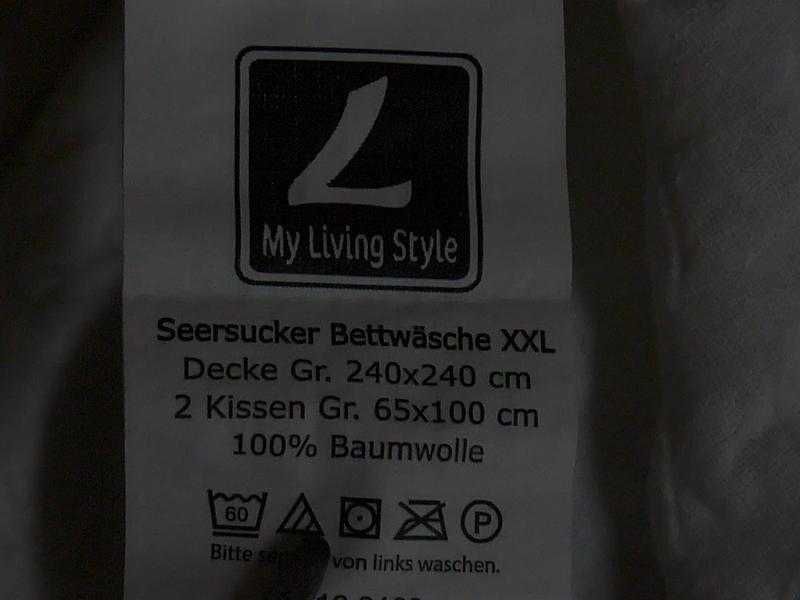 L
My Living Style
Seersucker Bettwäsche XXL
Decke Gr. 240x240 cm
2 Kissen Gr. 65x100 cm
100% Baumwolle
60 P
Bitte von links waschen.